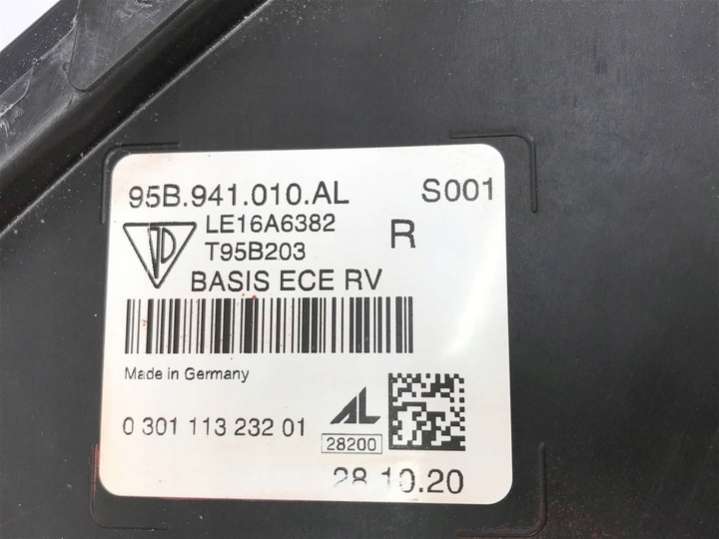 95B.941.010.AL S001
LE16A6382
T95B203 R
BASIS ECE RV
Made in Germany
0 301 113 232 01 AL
28200
28.10.20